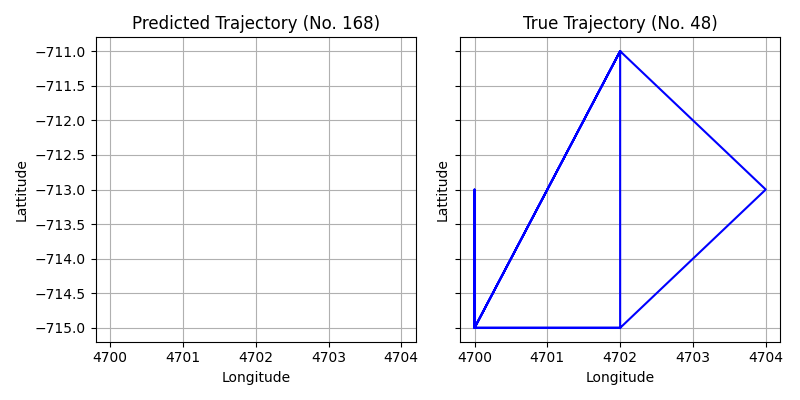 Predicted Trajectory (No. 168)
True Trajectory (No. 48)
−711.0
−711.5
−712.0
−712.5
−713.0
−713.5
−714.0
−714.5
−715.0
Lattitude
Lattitude
4700 4701 4702 4703 4704
4700 4701 4702 4703 4704
Longitude
Longitude